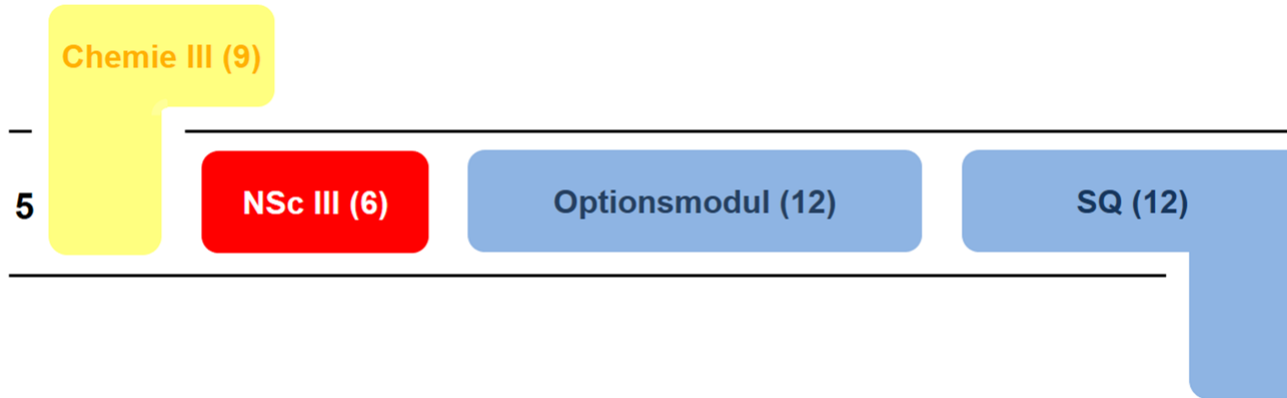 Chemie III (9)
5
NSc III (6)
Optionsmodul (12)
SQ (12)